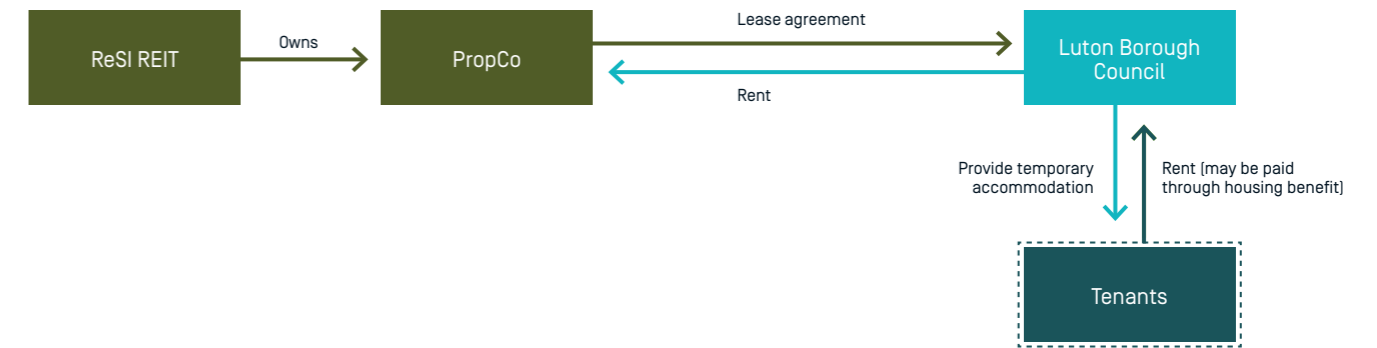 ReSI REIT
Owns
PropCo
Lease agreement
Rent
Luton Borough
Council
Provide temporary
accommodation
Rent (may be paid
through housing benefit)
Tenants